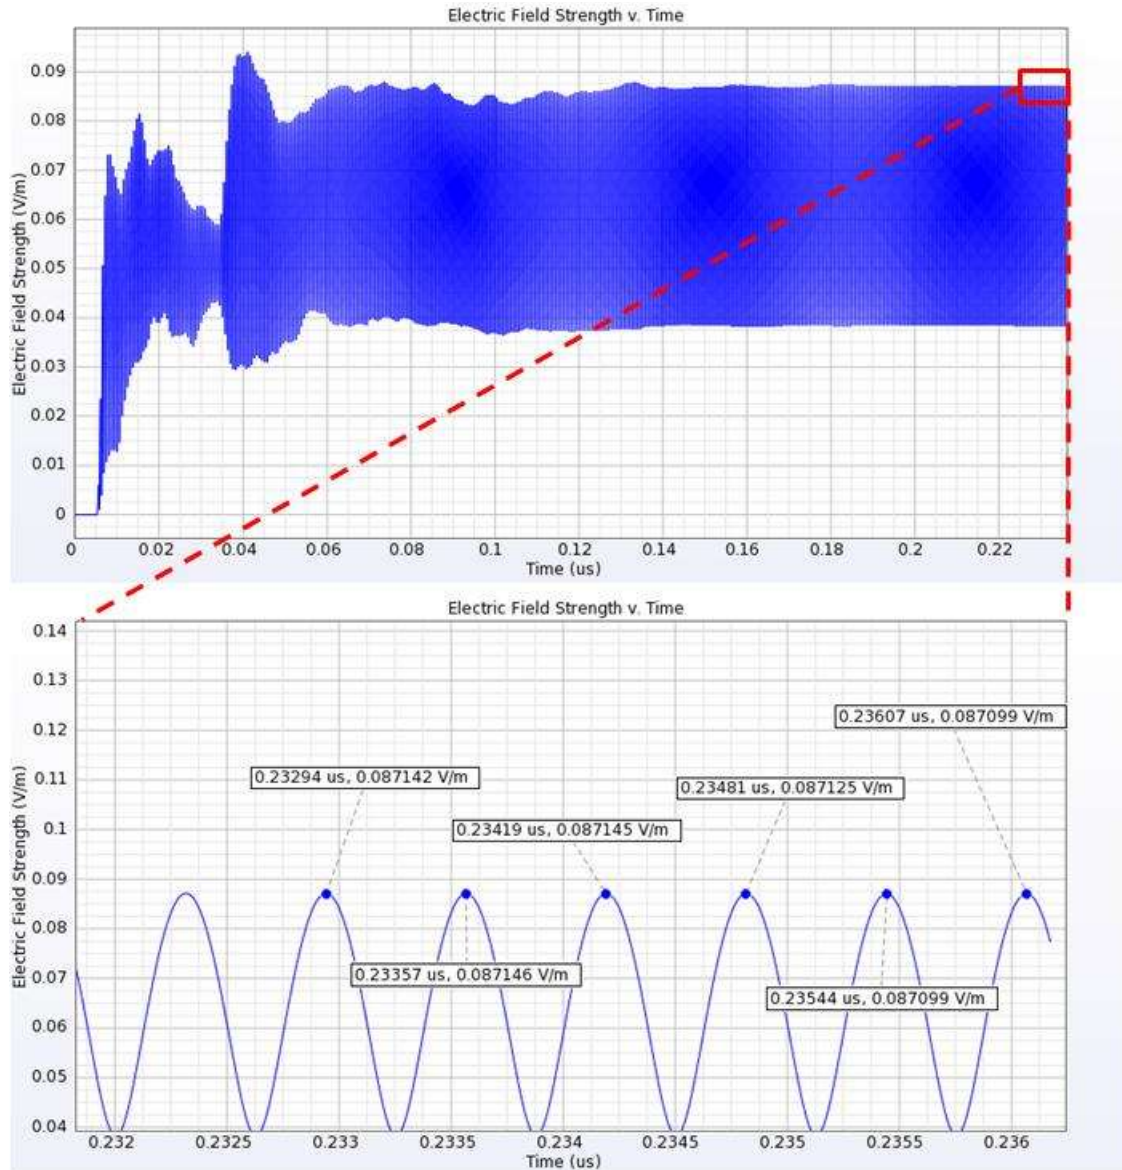 Electric Field Strength v. Time
Electric Field Strength (V/m)
0.09
0.08
0.07
0.06
0.05
0.04
0.03
0.02
0.01
0
0 0.02 0.04 0.06 0.08 0.1 0.12 0.14 0.16 0.18 0.2 0.22
Time (us)
Electric Field Strength v. Time
Electric Field Strength (V/m)
0.14
0.13
0.12
0.11
0.1
0.09
0.08
0.07
0.06
0.05
0.04
0.23607 us, 0.087099 V/m
0.23294 us, 0.087142 V/m
0.23481 us, 0.087125 V/m
0.23419 us, 0.087145 V/m
0.23357 us, 0.087146 V/m
0.23544 us, 0.087099 V/m
0.232 0.2325 0.233 0.2335 0.234 0.2345 0.235 0.2355 0.236
Time (us)